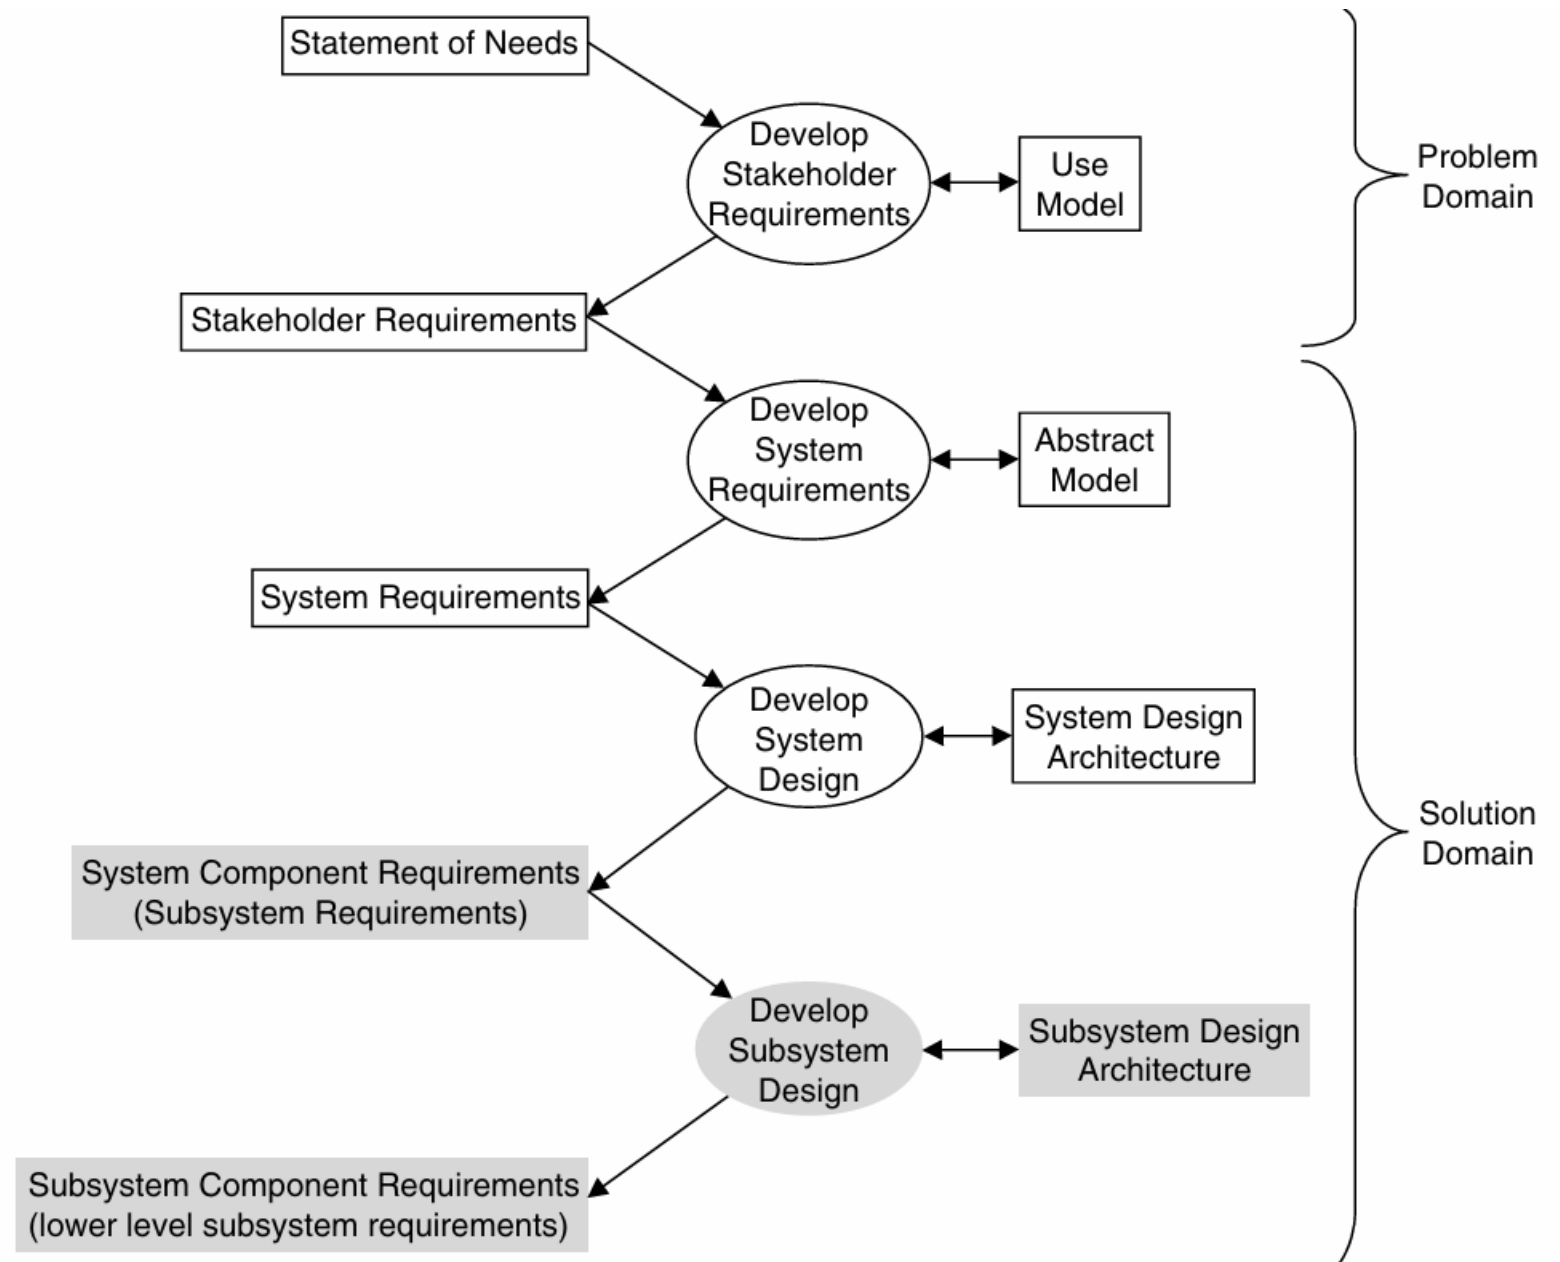 Statement of Needs
Develop
Stakeholder
Requirements
Use
Model
Problem
Domain
Stakeholder Requirements
Develop
System
Requirements
Abstract
Model
System Requirements
Develop
System
Design
System Design
Architecture
Solution
Domain
System Component Requirements
(Subsystem Requirements)
Develop
Subsystem
Design
Subsystem Design
Architecture
Subsystem Component Requirements
(lower level subsystem requirements)